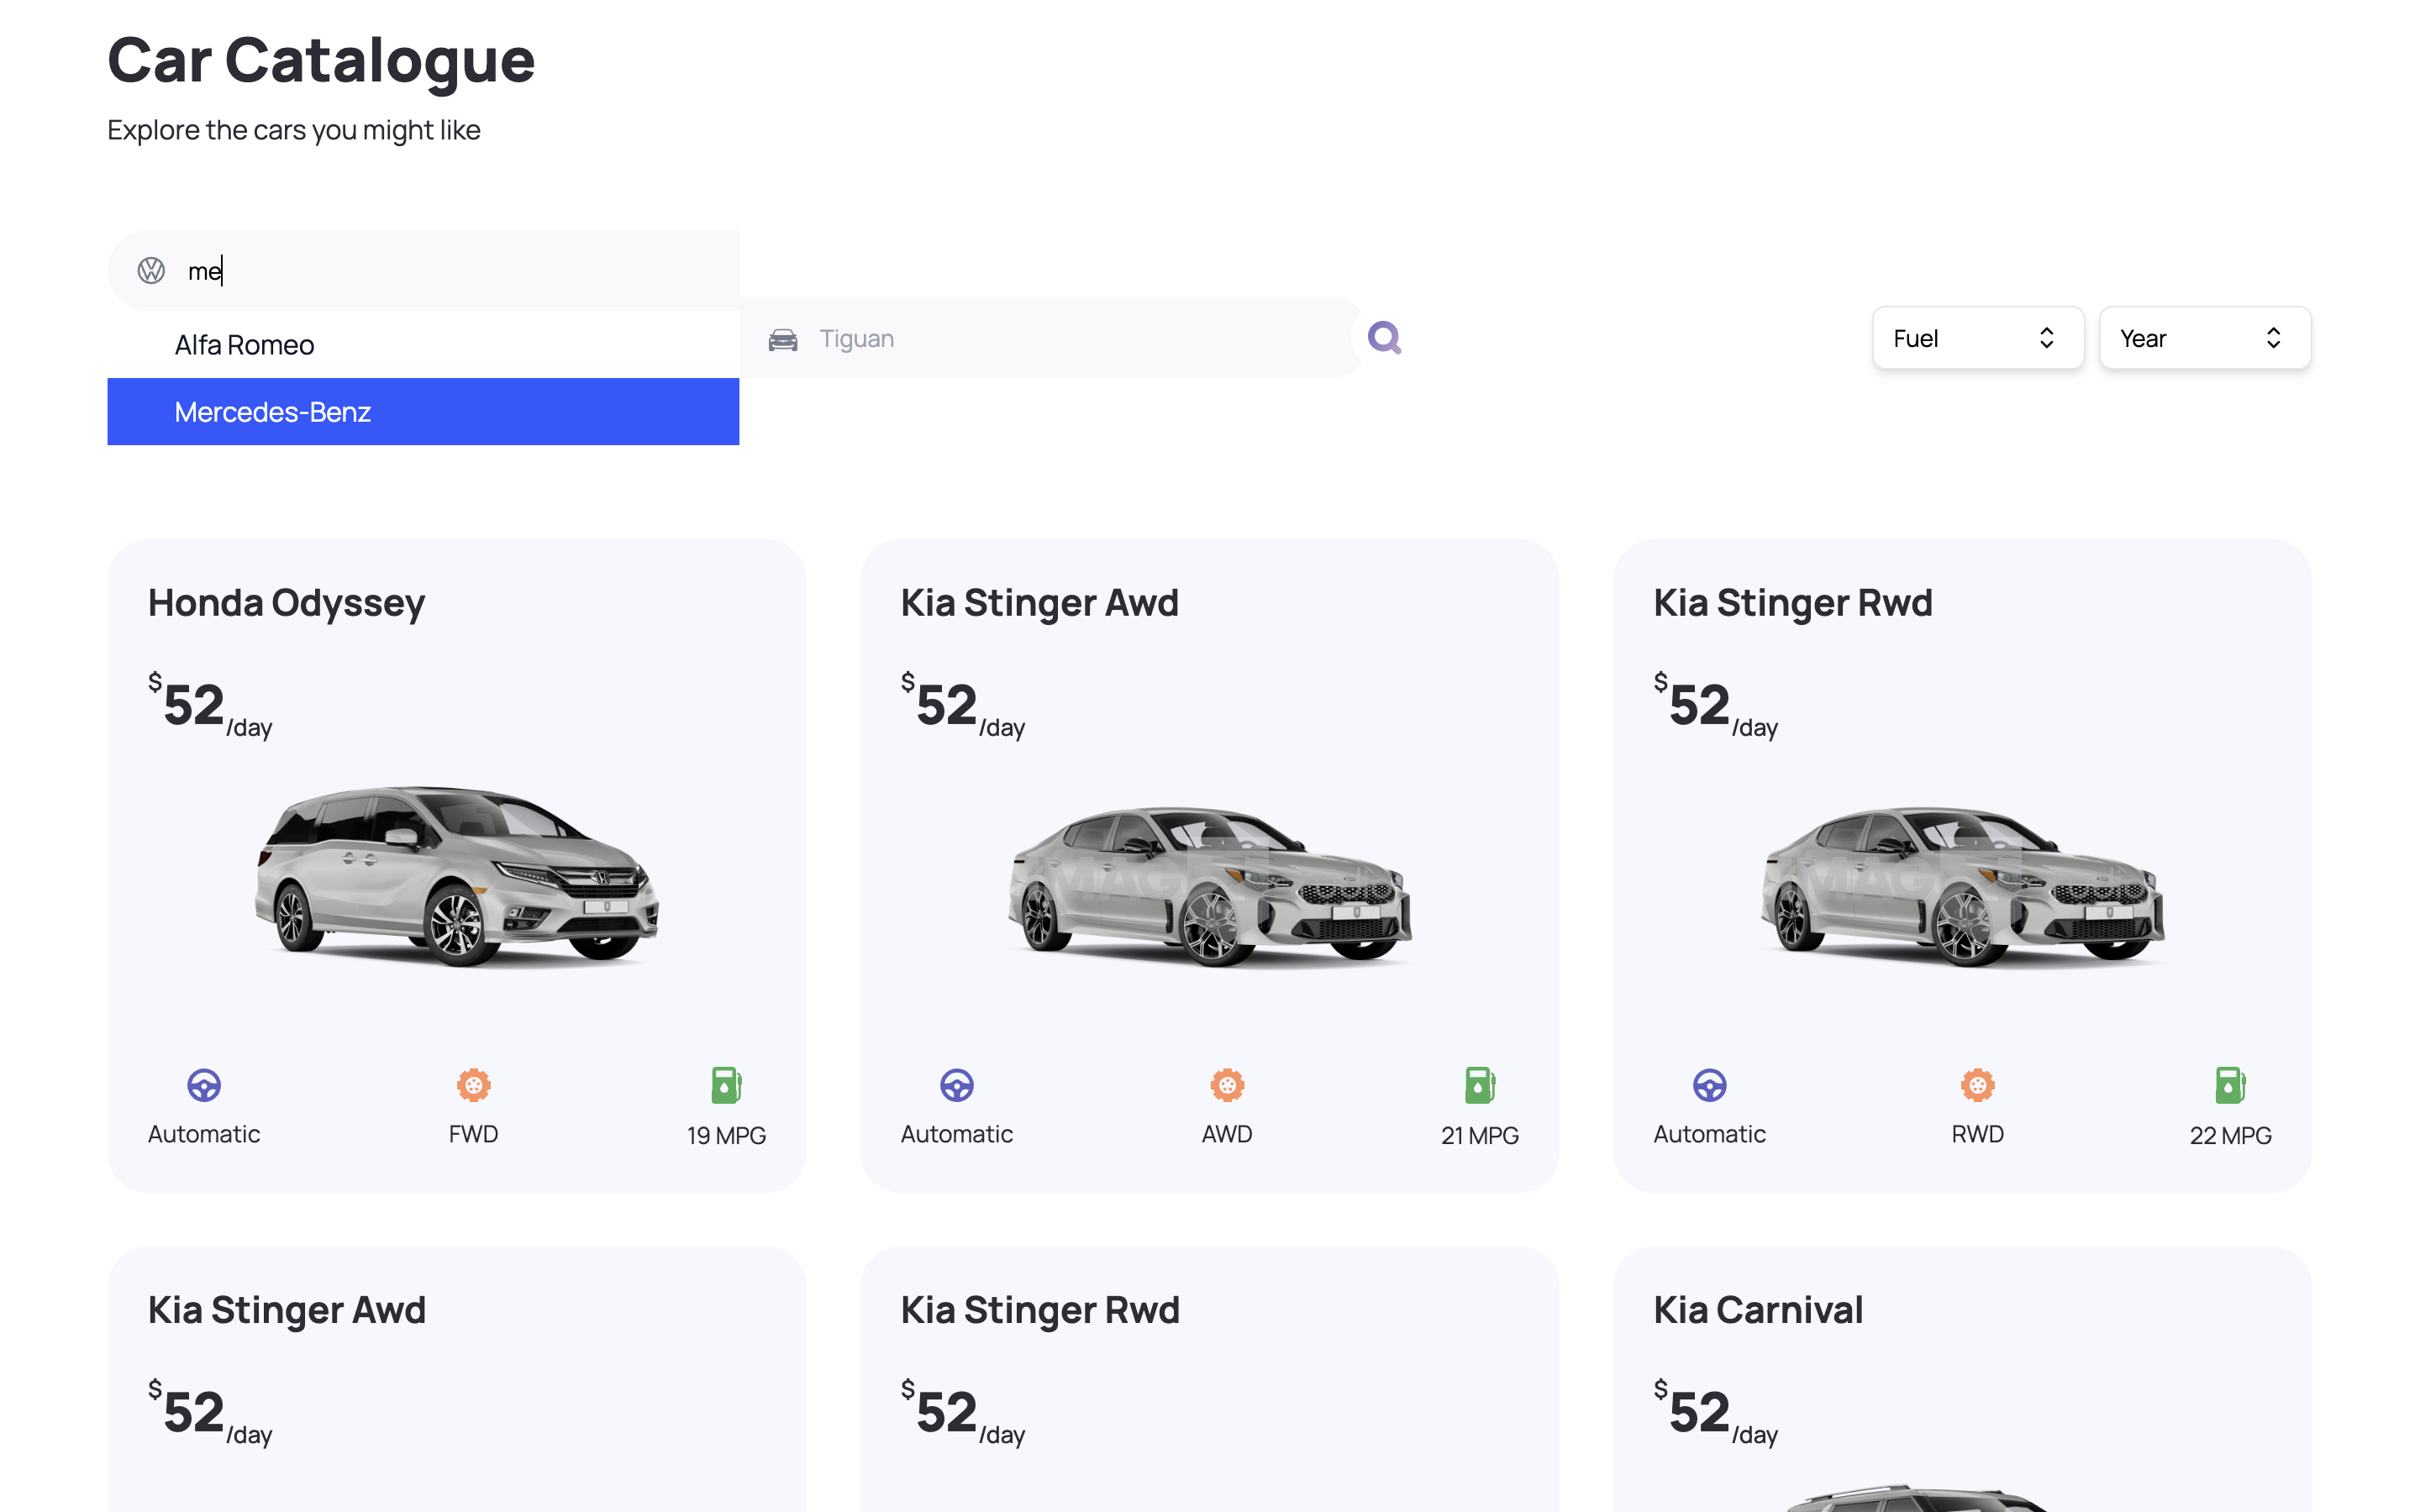 Car Catalogue
Explore the cars you might like
me
Alfa Romeo
Mercedes-Benz
Tiguan
Fuel
Year
Honda Odyssey
$52/day
Automatic
FWD
19 MPG
Kia Stinger Awd
$52/day
Automatic
AWD
21 MPG
Kia Stinger Rwd
$52/day
Automatic
RWD
22 MPG
Kia Stinger Awd
$52/day
Kia Stinger Rwd
$52/day
Kia Carnival
$52/day